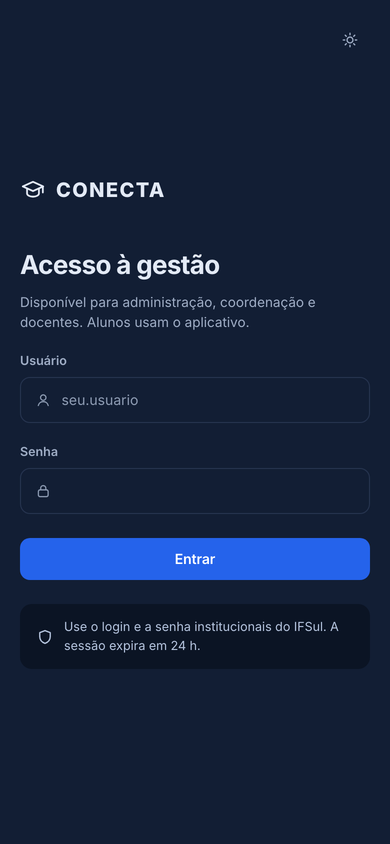 CONECTA
Acesso à gestão
Disponível para administração, coordenação e
docentes. Alunos usam o aplicativo.
Usuário
seu.usuario
Senha
Entrar
Use o login e a senha institucionais do IFSul. A
sessão expira em 24 h.